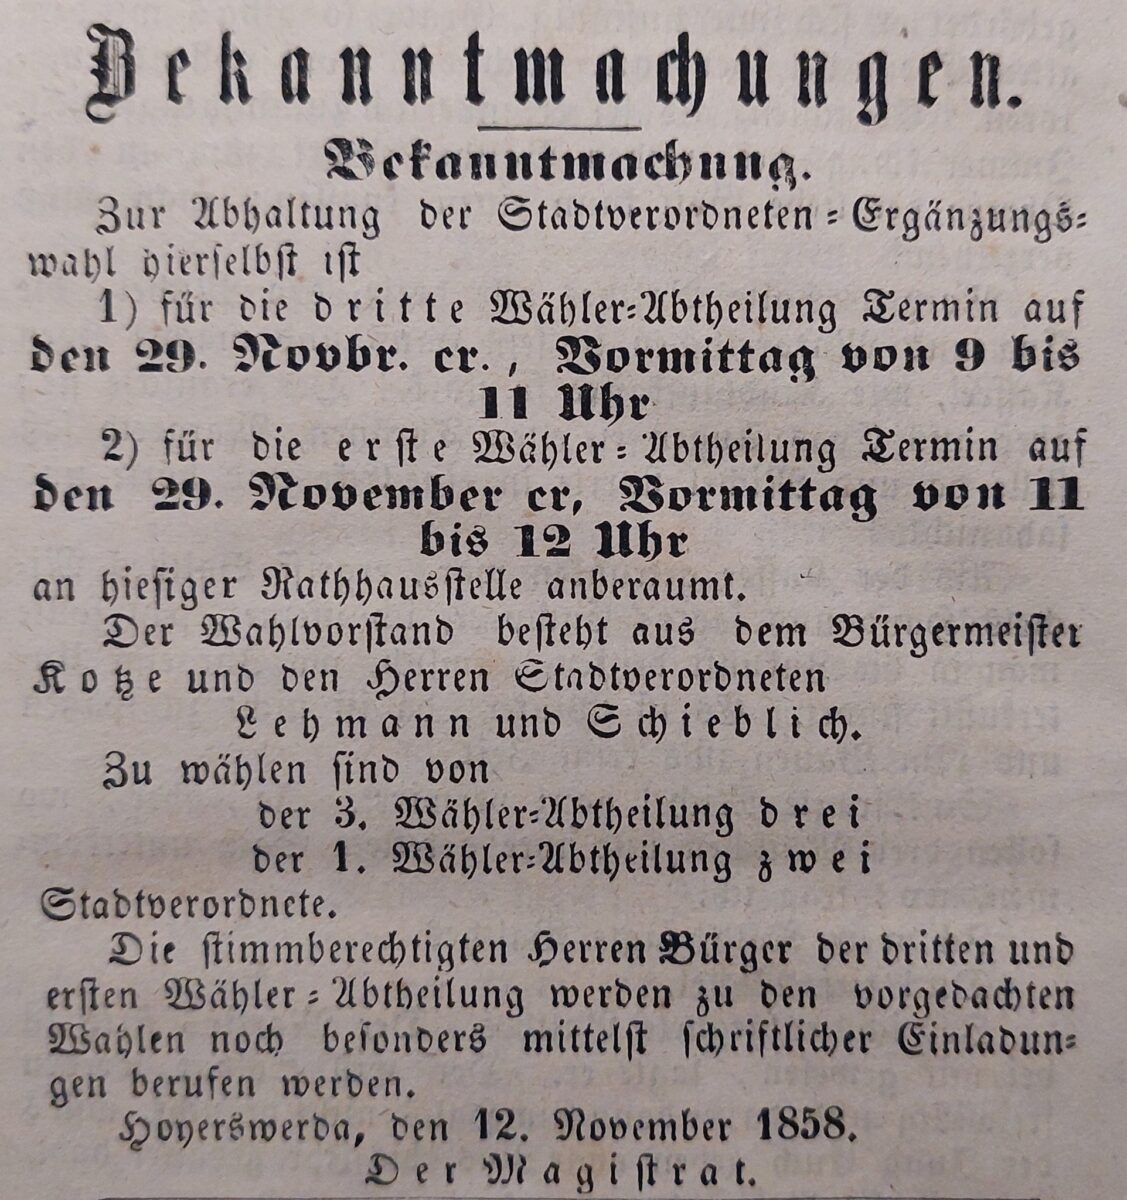 Bekanntmachungen.
Bekanntmachung.
Zur Abhaltung der Stadtverordneten-Ergänzungs-
wahl hierselbst ist
1) für die dritte Wähler-Abtheilung Termin auf
den 29. Novbr. cr., Vormittag von 9 bis
11 Uhr
2) für die erste Wähler-Abtheilung Termin auf
den 29. November cr, Vormittag von 11
bis 12 Uhr
an hiesiger Rathhausstelle anberaumt.
Der Wahlvorstand besteht aus dem Bürgermeister
Kotze und den Herren Stadtverordneten
Lehmann und Schieblich.
Zu wählen sind von
der 3. Wähler-Abtheilung drei
der 1. Wähler-Abtheilung zwei
Stadtverordnete.
Die stimmberechtigten Herren Bürger der dritten und
ersten Wähler-Abtheilung werden zu den vorgedachten
Wahlen noch besonders mittelst schriftlicher Einladun-
gen berufen werden.
Hoyerswerda, den 12. November 1858.
Der Magistrat.